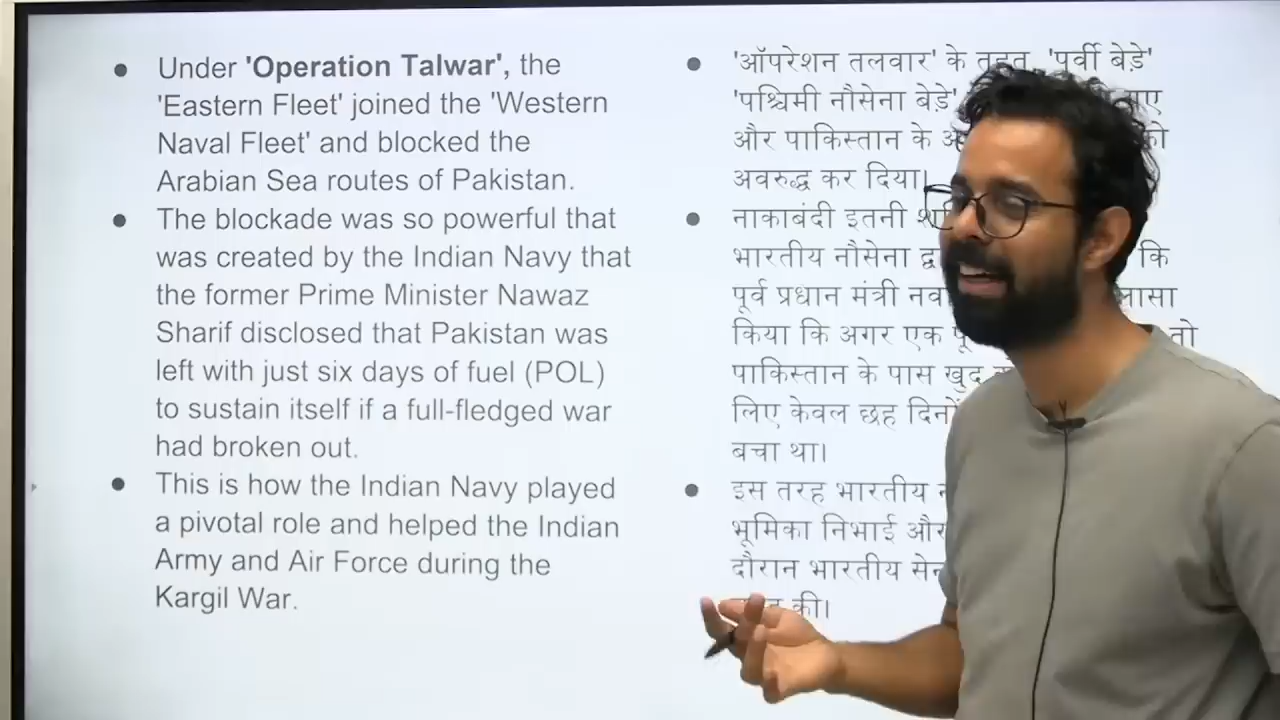 Under 'Operation Talwar', the
'Eastern Fleet' joined the 'Western
Naval Fleet' and blocked the
Arabian Sea routes of Pakistan.
The blockade was so powerful that
was created by the Indian Navy that
the former Prime Minister Nawaz
Sharif disclosed that Pakistan was
left with just six days of fuel (POL)
to sustain itself if a full-fledged war
had broken out.
This is how the Indian Navy played
a pivotal role and helped the Indian
Army and Air Force during the
Kargil War.
'ऑपरेशन तलवार' के तहत, 'पूर्वी बेड़े'
'पश्चिमी नौसेना बेड़े'
और पाकिस्तान के को
अवरुद्ध कर दिया।
नाकाबंदी इतनी
भारतीय नौसेना कि
पूर्व प्रधान मंत्री
किया कि अगर एक तो
पाकिस्तान के पास खुद
लिए केवल छह दिनों
बचा था।
इस तरह भारतीय
भूमिका निभाई और
दौरान भारतीय
की।